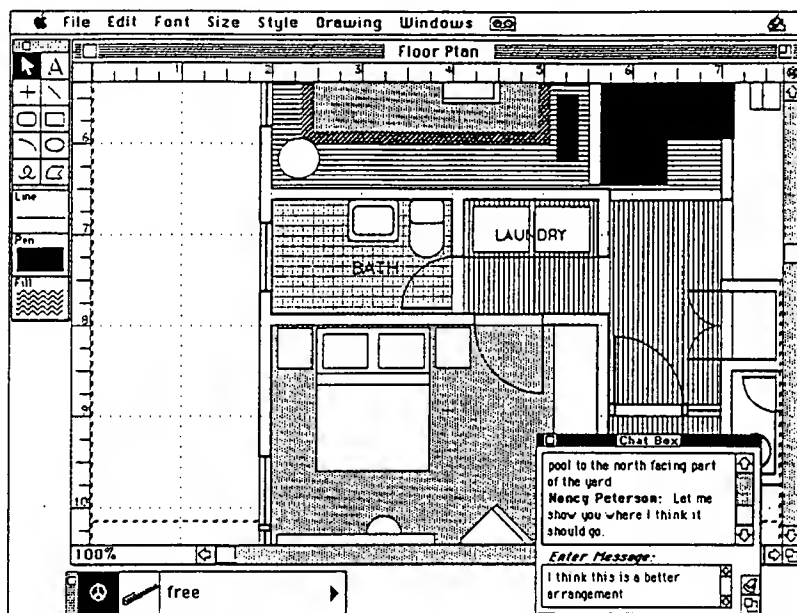 File Edit Font Size Style Drawing Windows
Floor Plan
A
1 2 3 4 5 6 7
6
7
8
9
10
Line
Pen
Fill
LAUNDRY
BATH
100%
Chat Box
pool to the north facing part
of the yard
Nancy Peterson: Let me
show you where I think it
should go.
Enter Message:
I think this is a better
arrangement
free